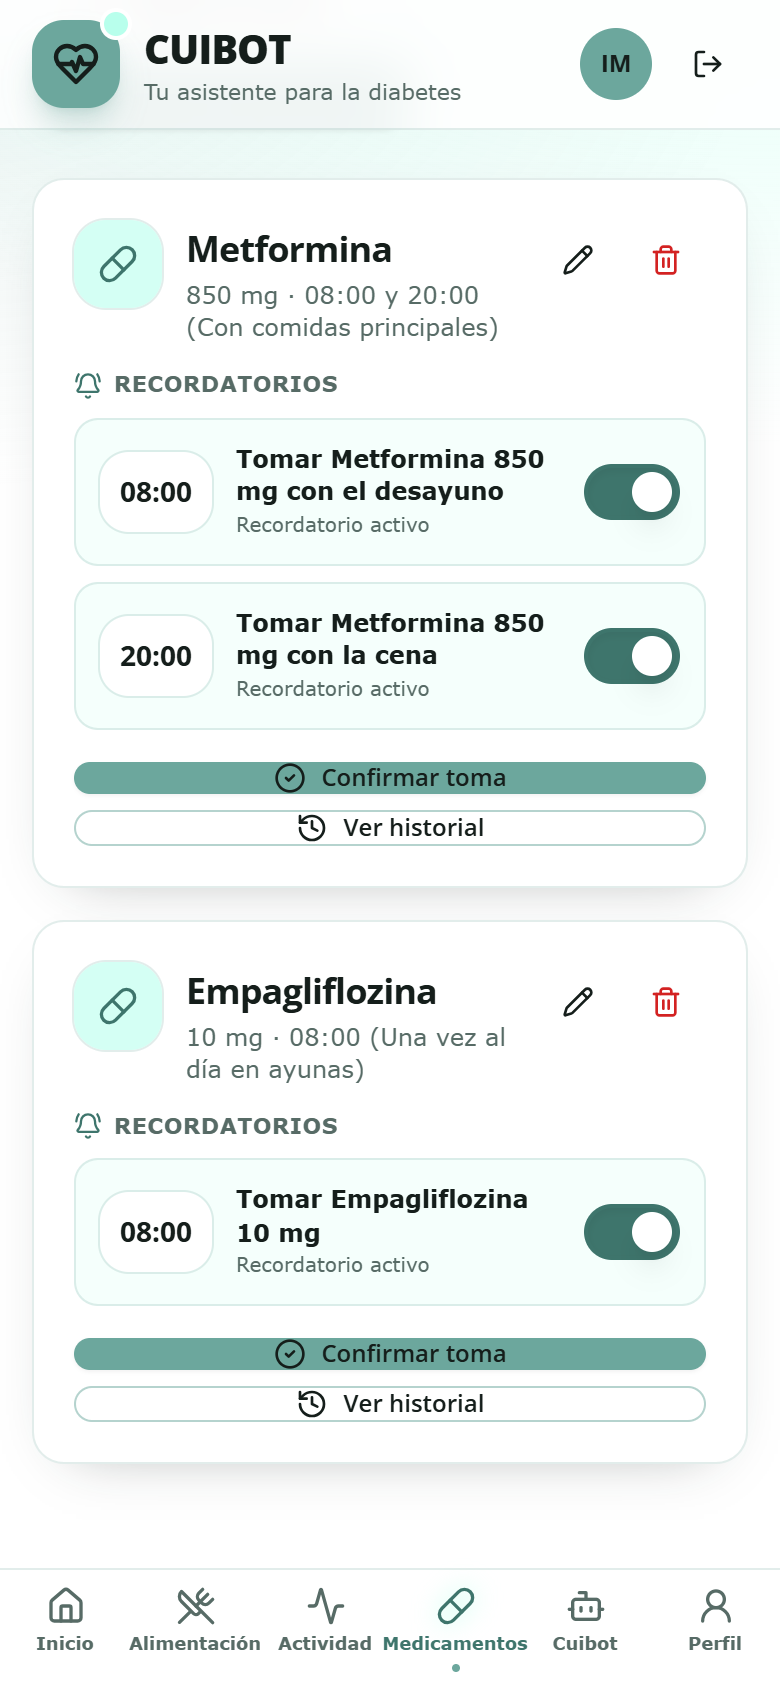 CUIBOT
Tu asistente para la diabetes
IM
Metformina
850 mg · 08:00 y 20:00
(Con comidas principales)
RECORDATORIOS
08:00
Tomar Metformina 850
mg con el desayuno
Recordatorio activo
20:00
Tomar Metformina 850
mg con la cena
Recordatorio activo
Confirmar toma
Ver historial
Empagliflozina
10 mg · 08:00 (Una vez al
día en ayunas)
RECORDATORIOS
08:00
Tomar Empagliflozina
10 mg
Recordatorio activo
Confirmar toma
Ver historial
Inicio
Alimentación
Actividad
Medicamentos
Cuibot
Perfil